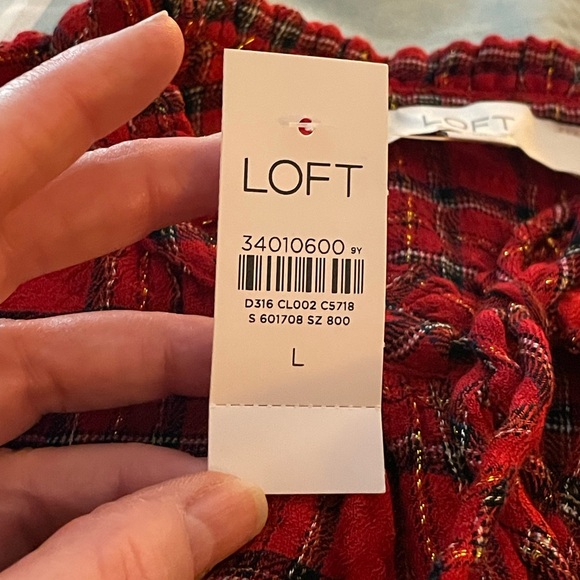 LOFT
LOFT
34010600 9Y
D316 CL002 C5718
S 601708 SZ 800
L